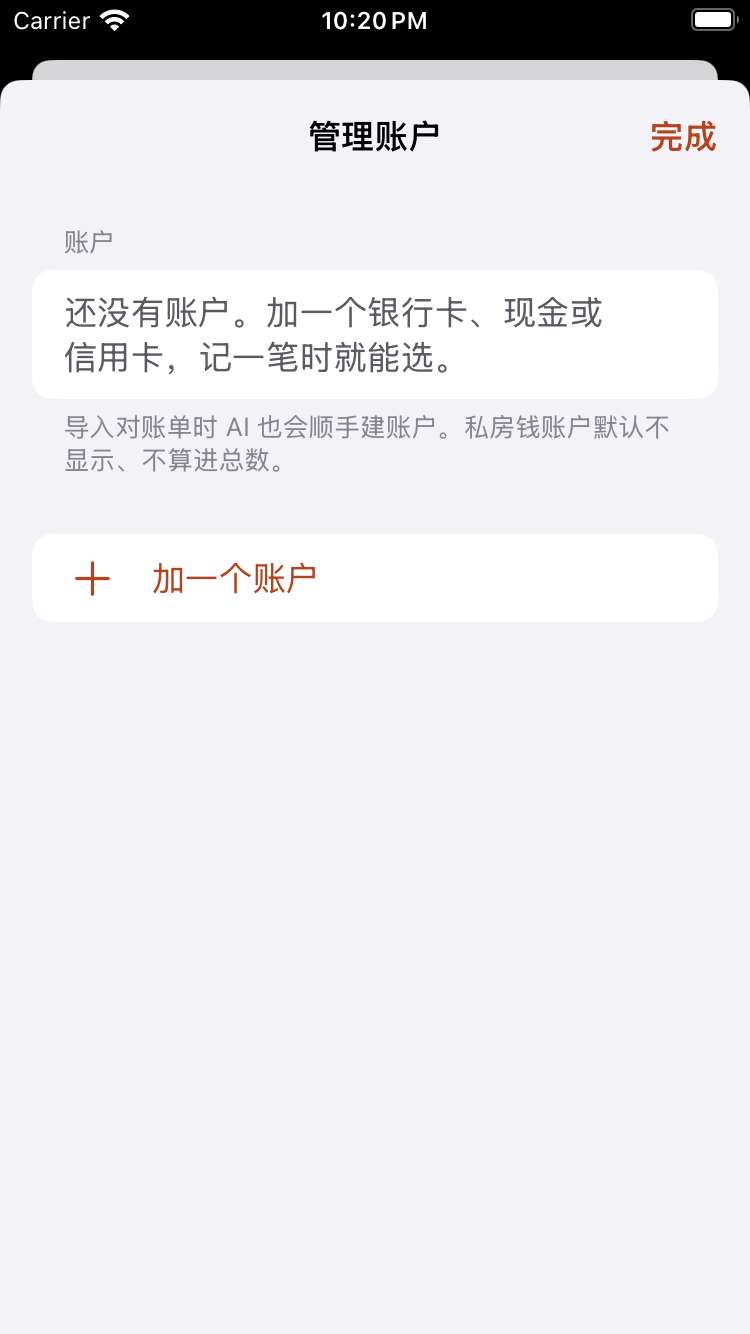 Carrier 10:20 PM
管理账户 完成
账户
还没有账户。加一个银行卡、现金或
信用卡，记一笔时就能选。
导入对账单时 AI 也会顺手建账户。私房钱账户默认不
显示、不算进总数。
加一个账户